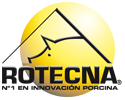 ROTECNA®
Nº1 EN INNOVACIÓN PORCINA